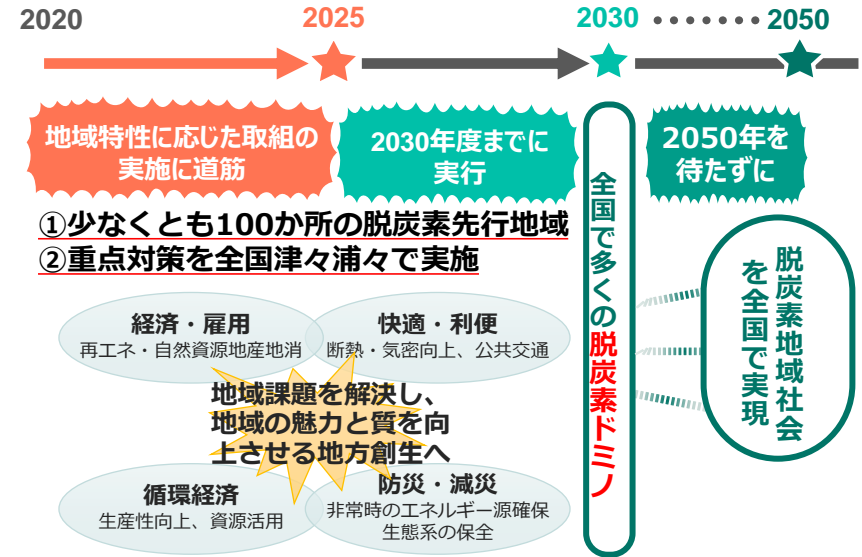 2020
2025
2030 ・・・・・・・ 2050
地域特性に応じた取組の
実施に道筋
2030年度までに
実行
2050年を
待たずに
①少なくとも100か所の脱炭素先行地域
②重点対策を全国津々浦々で実施
経済・雇用
再エネ・自然資源地産地消
快適・利便
断熱・気密向上、公共交通
地域課題を解決し、
地域の魅力と質を向
上させる地方創生へ
循環経済
生産性向上、資源活用
防災・減災
非常時のエネルギー源確保
生態系の保全
全国で多くの脱炭素ドミノ
脱炭素地域社会
を全国で実現